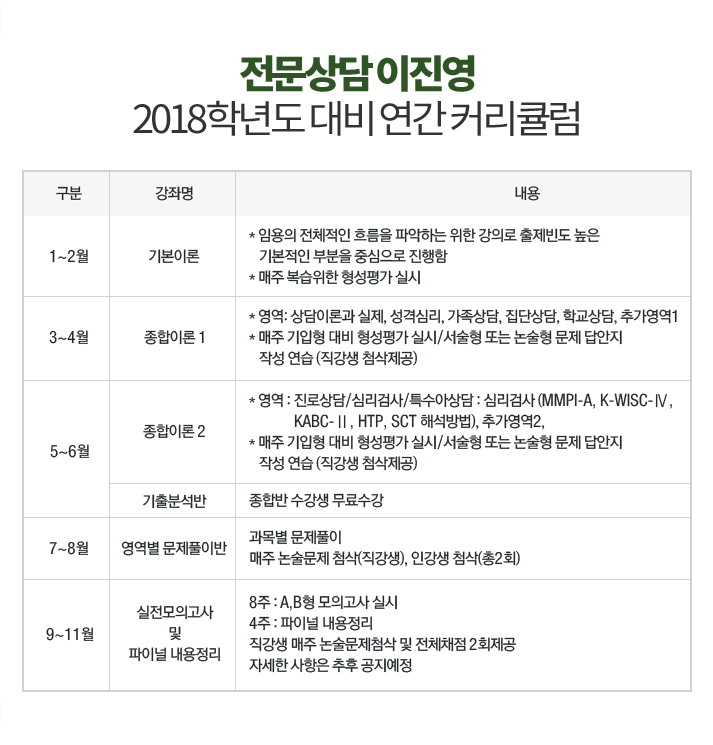 전문상담 이진영
2018학년도 대비 연간 커리큘럼
구분 강좌명 내용
1~2월 기본이론
* 임용의 전체적인 흐름을 파악하는 위한 강의로 출제빈도 높은
기본적인 부분을 중심으로 진행함
* 매주 복습위한 형성평가 실시
3~4월 종합이론 1
* 영역: 상담이론과 실제, 성격심리, 가족상담, 집단상담, 학교상담, 추가영역1
* 매주 기입형 대비 형성평가 실시/서술형 또는 논술형 문제 답안지
작성 연습 (직강생 첨삭제공)
5~6월 종합이론 2
* 영역 : 진로상담/심리검사/특수아상담 : 심리검사 (MMPI-A, K-WISC-Ⅳ,
KABC-Ⅱ, HTP, SCT 해석방법), 추가영역2,
* 매주 기입형 대비 형성평가 실시/서술형 또는 논술형 문제 답안지
작성 연습 (직강생 첨삭제공)
기출분석반 종합반 수강생 무료수강
7~8월 영역별 문제풀이반
과목별 문제풀이
매주 논술문제 첨삭(직강생), 인강생 첨삭(총2회)
9~11월
실전모의고사
및
파이널 내용정리
8주 : A,B형 모의고사 실시
4주 : 파이널 내용정리
직강생 매주 논술문제첨삭 및 전체채점 2회제공
자세한 사항은 추후 공지예정